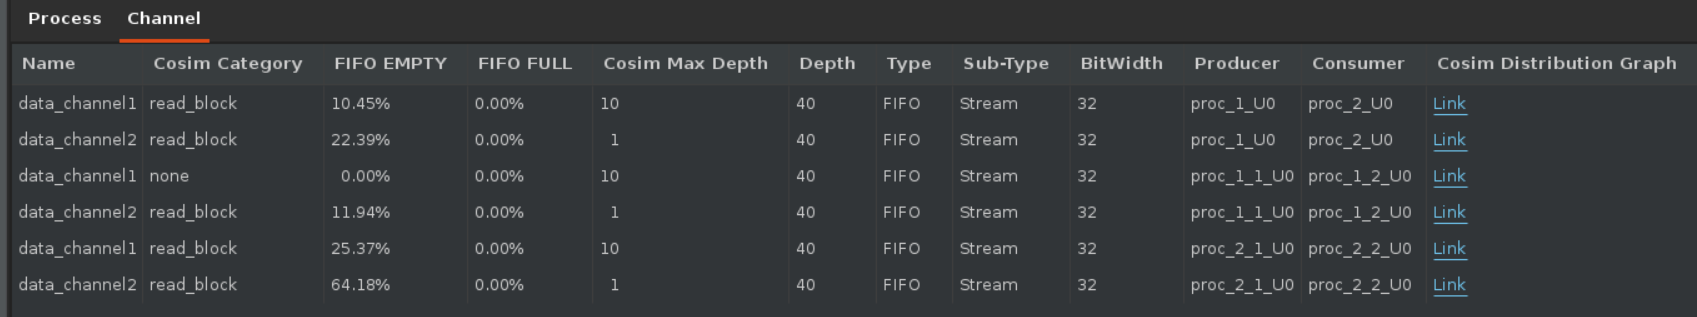 Process Channel
Name Cosim Category FIFO EMPTY FIFO FULL Cosim Max Depth Depth Type Sub-Type BitWidth Producer Consumer Cosim Distribution Graph
data_channel1 read_block 10.45% 0.00% 10 40 FIFO Stream 32 proc_1_U0 proc_2_U0 Link
data_channel2 read_block 22.39% 0.00% 1 40 FIFO Stream 32 proc_1_U0 proc_2_U0 Link
data_channel1 none 0.00% 0.00% 10 40 FIFO Stream 32 proc_1_1_U0 proc_1_2_U0 Link
data_channel2 read_block 11.94% 0.00% 1 40 FIFO Stream 32 proc_1_1_U0 proc_1_2_U0 Link
data_channel1 read_block 25.37% 0.00% 10 40 FIFO Stream 32 proc_2_1_U0 proc_2_2_U0 Link
data_channel2 read_block 64.18% 0.00% 1 40 FIFO Stream 32 proc_2_1_U0 proc_2_2_U0 Link